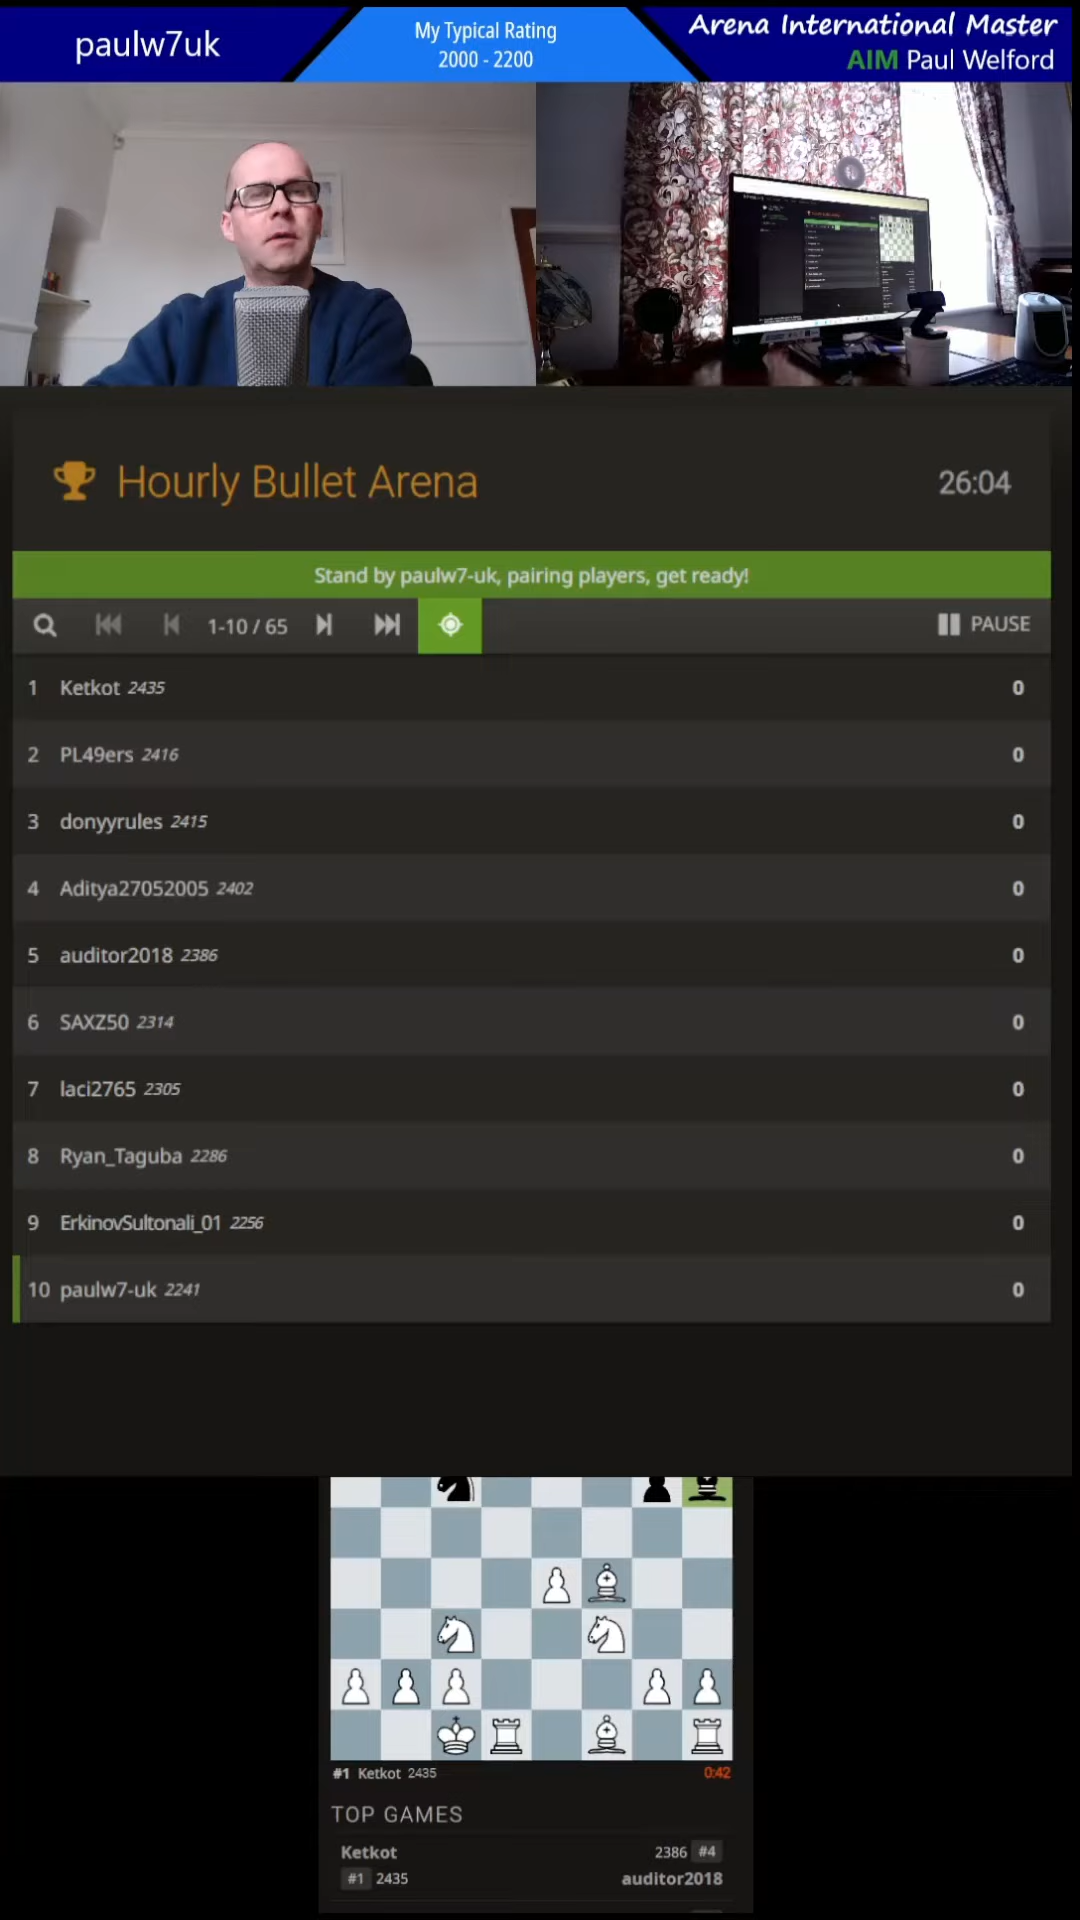 paulw7uk
My Typical Rating
2000 - 2200
Arena International Master
AIM Paul Welford
Hourly Bullet Arena
26:04
Stand by paulw7-uk, pairing players, get ready!
1-10 / 65
PAUSE
1 Ketkot 2435 0
2 PL49ers 2416 0
3 donyyrules 2415 0
4 Aditya27052005 2402 0
5 auditor2018 2386 0
6 SAXZ50 2314 0
7 laci2765 2305 0
8 Ryan_Taguba 2286 0
9 ErkinovSultonali_01 2256 0
10 paulw7-uk 2241 0
#1 Ketkot 2435 0:42
TOP GAMES
Ketkot 2386 #4
#1 2435 auditor2018